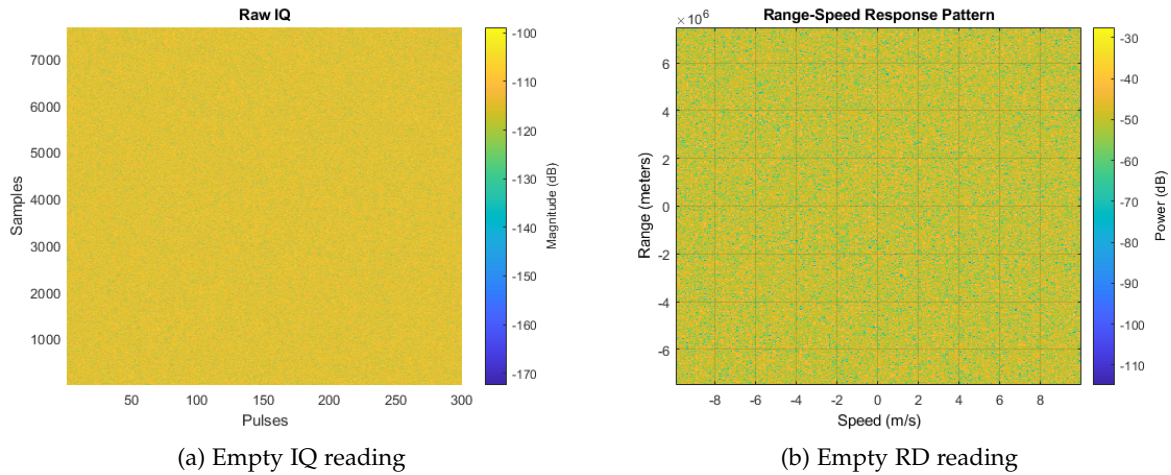 Raw IQ
7000
6000
5000
4000
3000
2000
1000
Samples
50 100 150 200 250 300
Pulses
-100
-110
-120
-130
-140
-150
-160
-170
Magnitude (dB)
(a) Empty IQ reading
×10⁶
Range-Speed Response Pattern
6
4
2
0
-2
-4
-6
Range (meters)
-8 -6 -4 -2 0 2 4 6 8
Speed (m/s)
-30
-40
-50
-60
-70
-80
-90
-100
-110
Power (dB)
(b) Empty RD reading